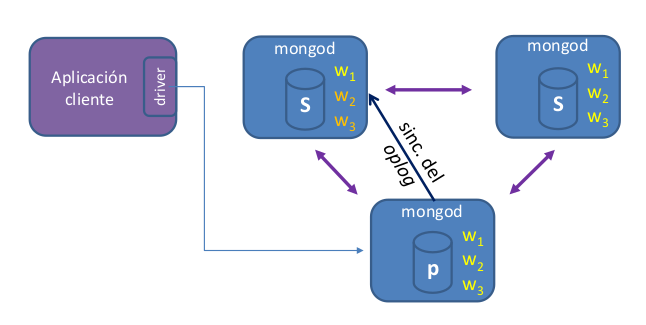 Aplicación
cliente
driver
mongod
S
w1
w2
w3
mongod
S
w1
w2
w3
sinc. del
oplog
mongod
p
w1
w2
w3